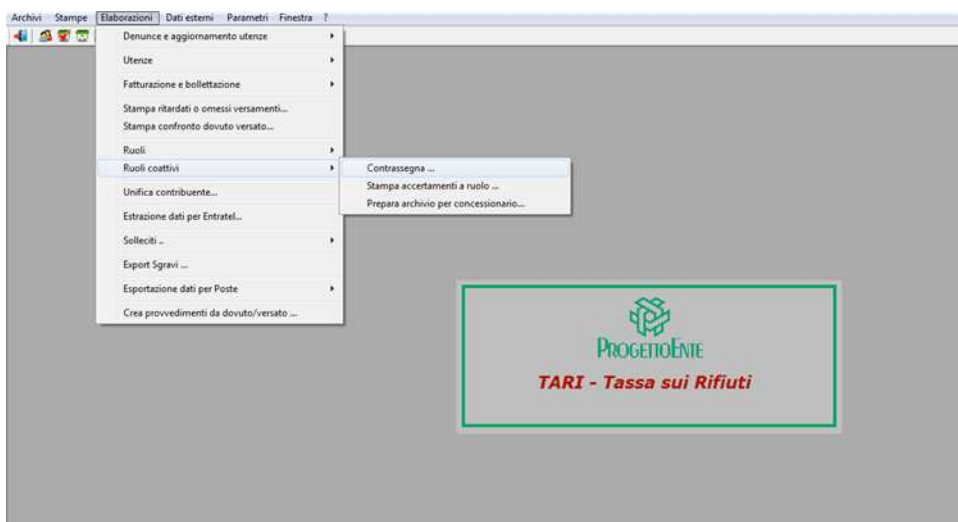 Archivi Stampe Elaborazioni Dati esterni Parametri Finestra ?
Denunce e aggiornamento utenze
Utenze
Fatturazione e bollettazione
Stampa ritardati o omessi versamenti...
Stampa confronto dovuto versato...
Ruoli
Ruoli coattivi
Contrassegna ...
Stampa accertamenti a ruolo ...
Prepara archivio per concessionario...
Unifica contribuente...
Estrazione dati per Entratel...
Solleciti ..
Export Sgravi ...
Esportazione dati per Poste
Crea provvedimenti da dovuto/versato ...
PROGETTOENTE
TARI - Tassa sui Rifiuti